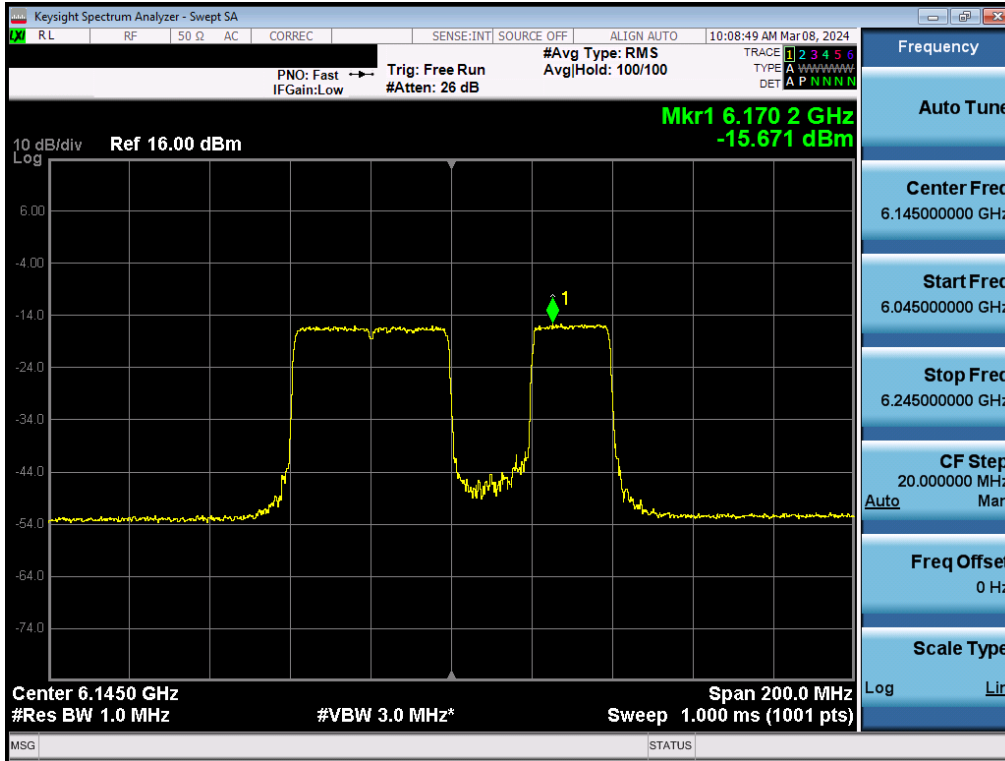 Keysight Spectrum Analyzer - Swept SA
LXI RL RF 50 Ω AC CORREC SENSE:INT SOURCE OFF ALIGN AUTO 10:08:49 AM Mar 08, 2024
PNO: Fast
IFGain:Low
Trig: Free Run
#Atten: 26 dB
#Avg Type: RMS
Avg|Hold: 100/100
TRACE 1 2 3 4 5 6
TYPE A WWWWW
DET A P N N N N
Mkr1 6.170 2 GHz
-15.671 dBm
10 dB/div Ref 16.00 dBm
Log
6.00
-4.00
-14.0
-24.0
-34.0
-44.0
-54.0
-64.0
-74.0
1
Center 6.1450 GHz Span 200.0 MHz
#Res BW 1.0 MHz #VBW 3.0 MHz* Sweep 1.000 ms (1001 pts)
MSG STATUS
Frequency
Auto Tune
Center Freq
6.145000000 GHz
Start Freq
6.045000000 GHz
Stop Freq
6.245000000 GHz
CF Step
20.000000 MHz
Auto Man
Freq Offset
0 Hz
Scale Type
Log Lin